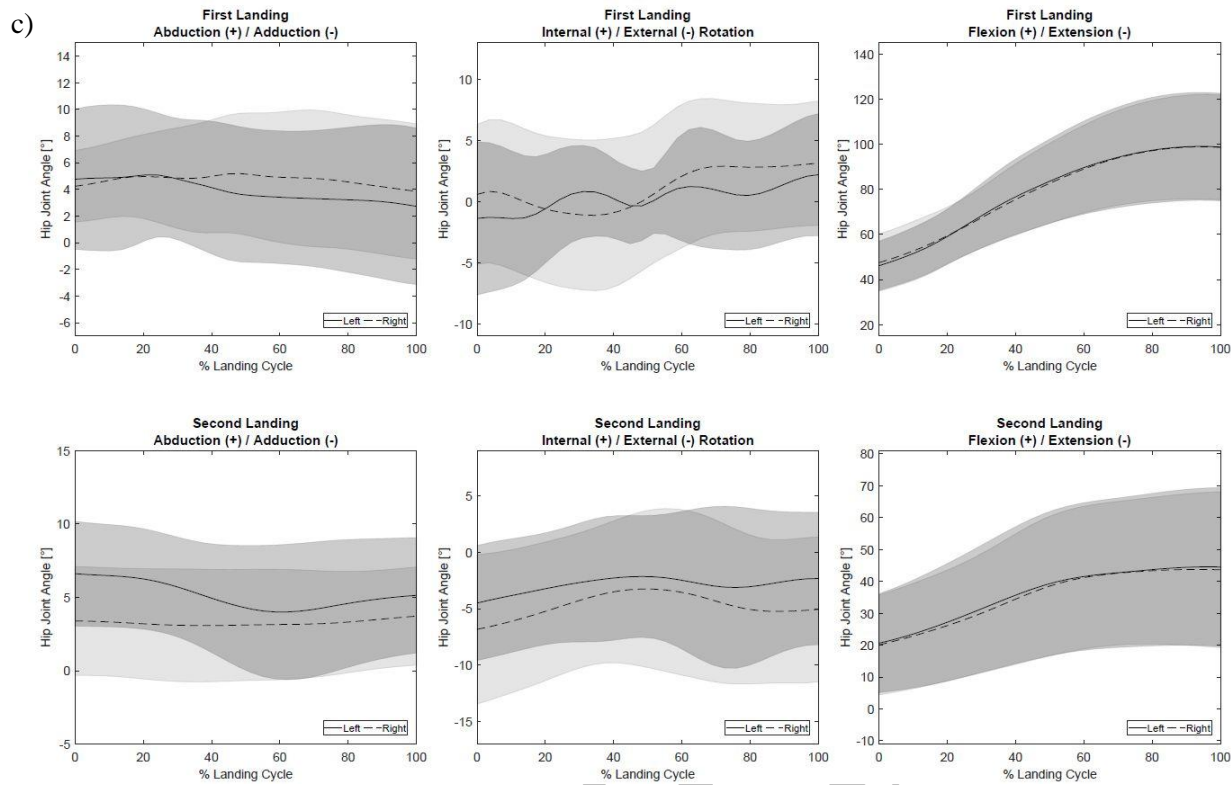 c)
First Landing
Abduction (+) / Adduction (-)
14
12
10
8
6
4
2
0
-2
-4
-6
Hip Joint Angle [°]
0 20 40 60 80 100
% Landing Cycle
Left Right
First Landing
Internal (+) / External (-) Rotation
10
5
0
-5
-10
Hip Joint Angle [°]
0 20 40 60 80 100
% Landing Cycle
Left Right
First Landing
Flexion (+) / Extension (-)
140
120
100
80
60
40
20
Hip Joint Angle [°]
0 20 40 60 80 100
% Landing Cycle
Left Right
Second Landing
Abduction (+) / Adduction (-)
15
10
5
0
-5
Hip Joint Angle [°]
0 20 40 60 80 100
% Landing Cycle
Left Right
Second Landing
Internal (+) / External (-) Rotation
5
0
-5
-10
-15
Hip Joint Angle [°]
0 20 40 60 80 100
% Landing Cycle
Left Right
Second Landing
Flexion (+) / Extension (-)
80
70
60
50
40
30
20
10
0
-10
Hip Joint Angle [°]
0 20 40 60 80 100
% Landing Cycle
Left Right